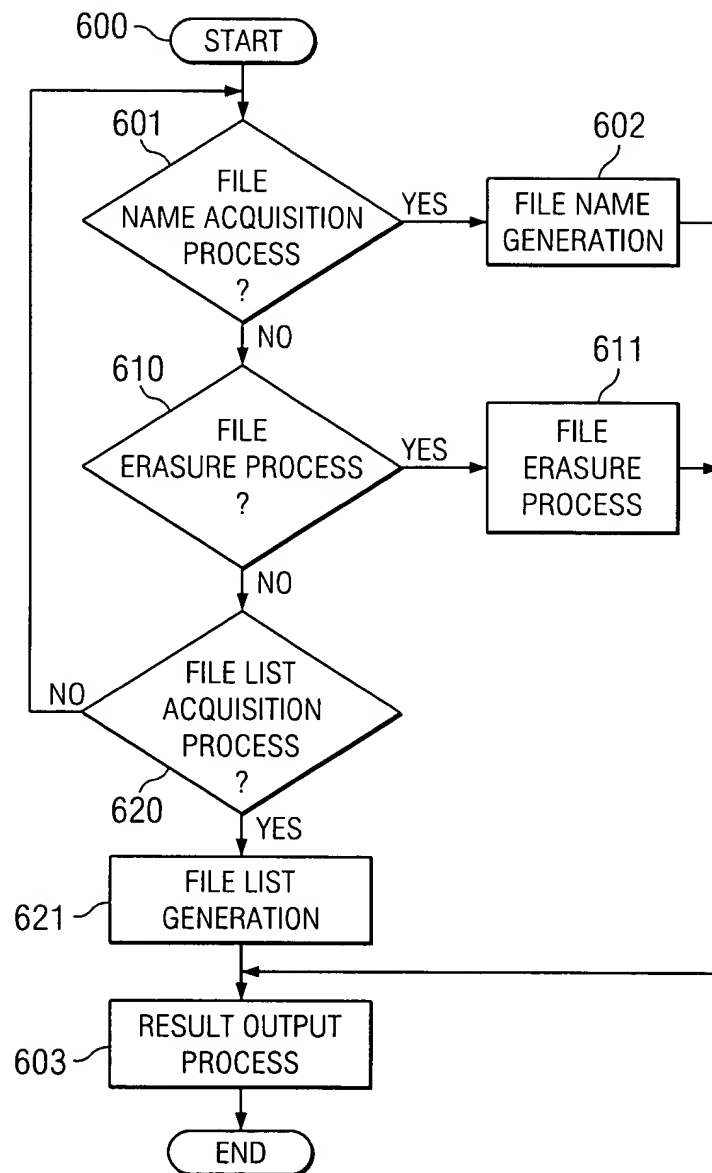 600
START
601
FILE
NAME ACQUISITION
PROCESS
?
YES
602
FILE NAME
GENERATION
NO
610
FILE
ERASURE PROCESS
?
YES
611
FILE
ERASURE
PROCESS
NO
FILE LIST
ACQUISITION
PROCESS
?
NO
620
YES
621
FILE LIST
GENERATION
603
RESULT OUTPUT
PROCESS
END